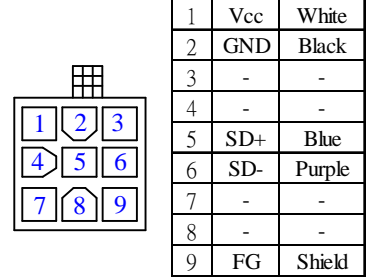 1 2 3
4 5 6
7 8 9
1 Vcc White
2 GND Black
3 - -
4 - -
5 SD+ Blue
6 SD- Purple
7 - -
8 - -
9 FG Shield